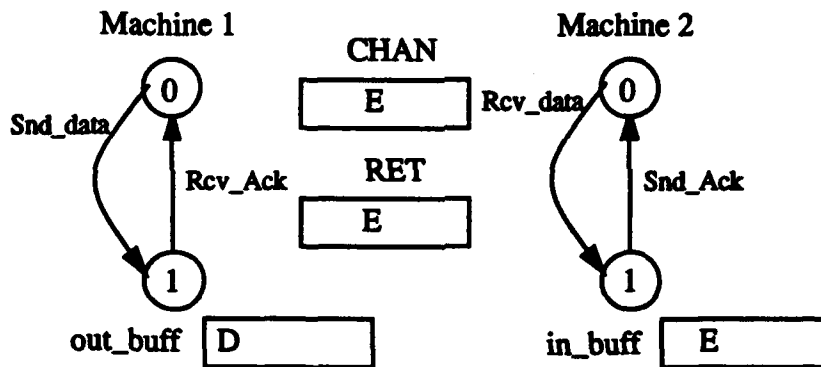 Machine 1
Machine 2
CHAN
0
E
0
Snd_data
Rcv_data
RET
Rcv_Ack
Snd_Ack
E
1
1
out_buff
D
in_buff
E